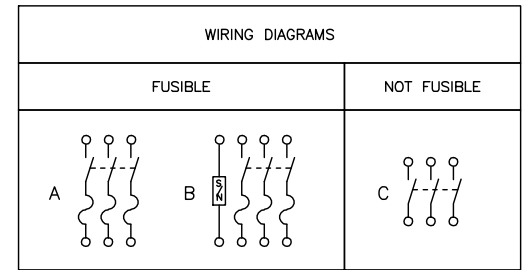 WIRING DIAGRAMS
FUSIBLE
NOT FUSIBLE
A
B
S/N
C